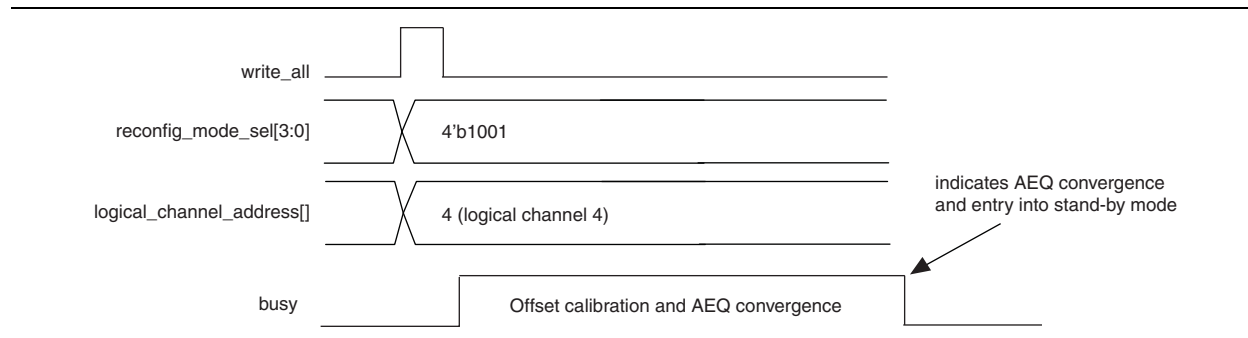 write_all
reconfig_mode_sel[3:0]
4’b1001
logical_channel_address[]
4 (logical channel 4)
indicates AEQ convergence
and entry into stand-by mode
busy
Offset calibration and AEQ convergence